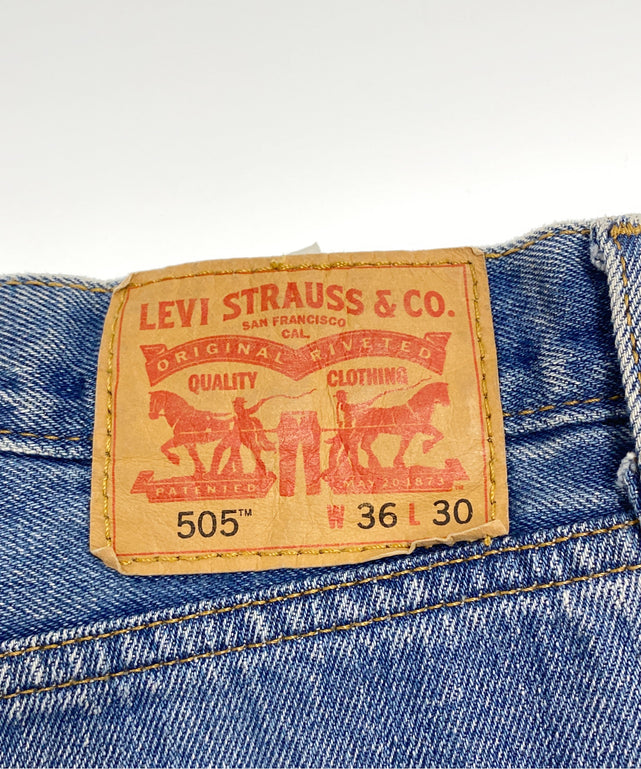 LEVI STRAUSS & CO.
SAN FRANCISCO
CAL.
ORIGINAL RIVETED
QUALITY CLOTHING
PATENTED MAY 20 1873
505™ W 36 L 30